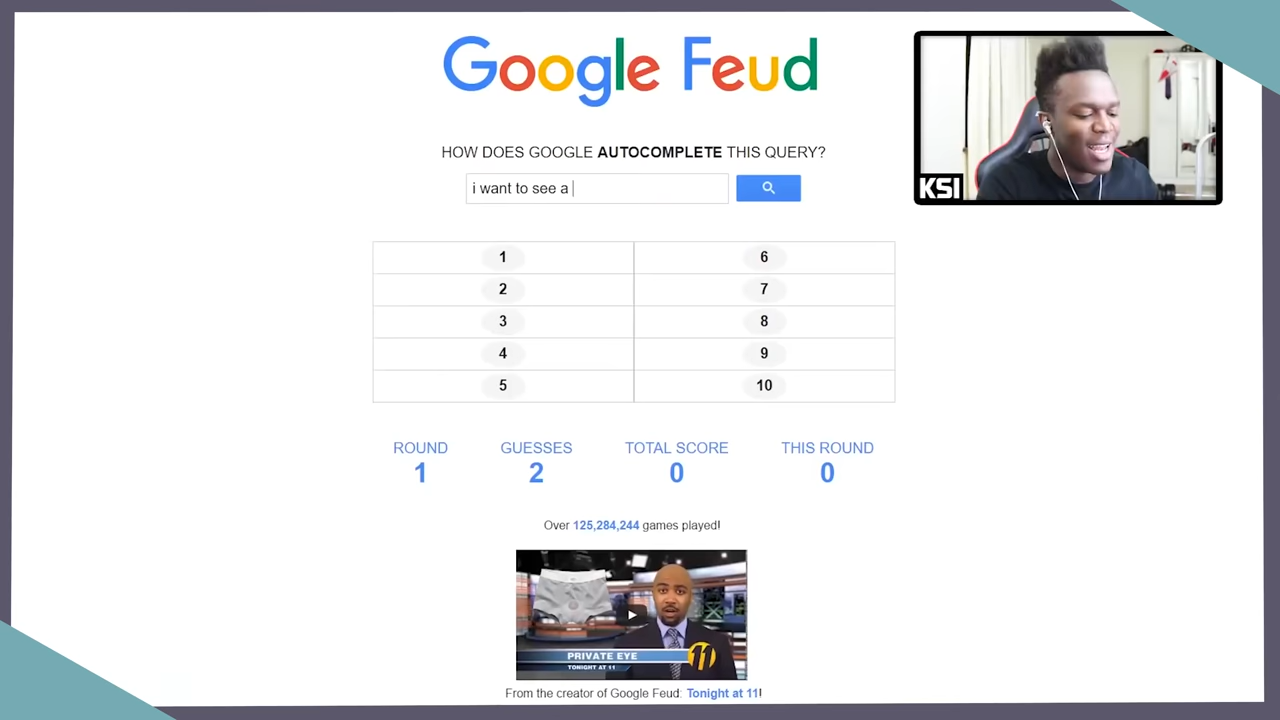 Google Feud
HOW DOES GOOGLE AUTOCOMPLETE THIS QUERY?
i want to see a
KSI
1 6
2 7
3 8
4 9
5 10
ROUND GUESSES TOTAL SCORE THIS ROUND
1 2 0 0
Over 125,284,244 games played!
PRIVATE EYE
TONIGHT AT 11
11
From the creator of Google Feud: Tonight at 11!